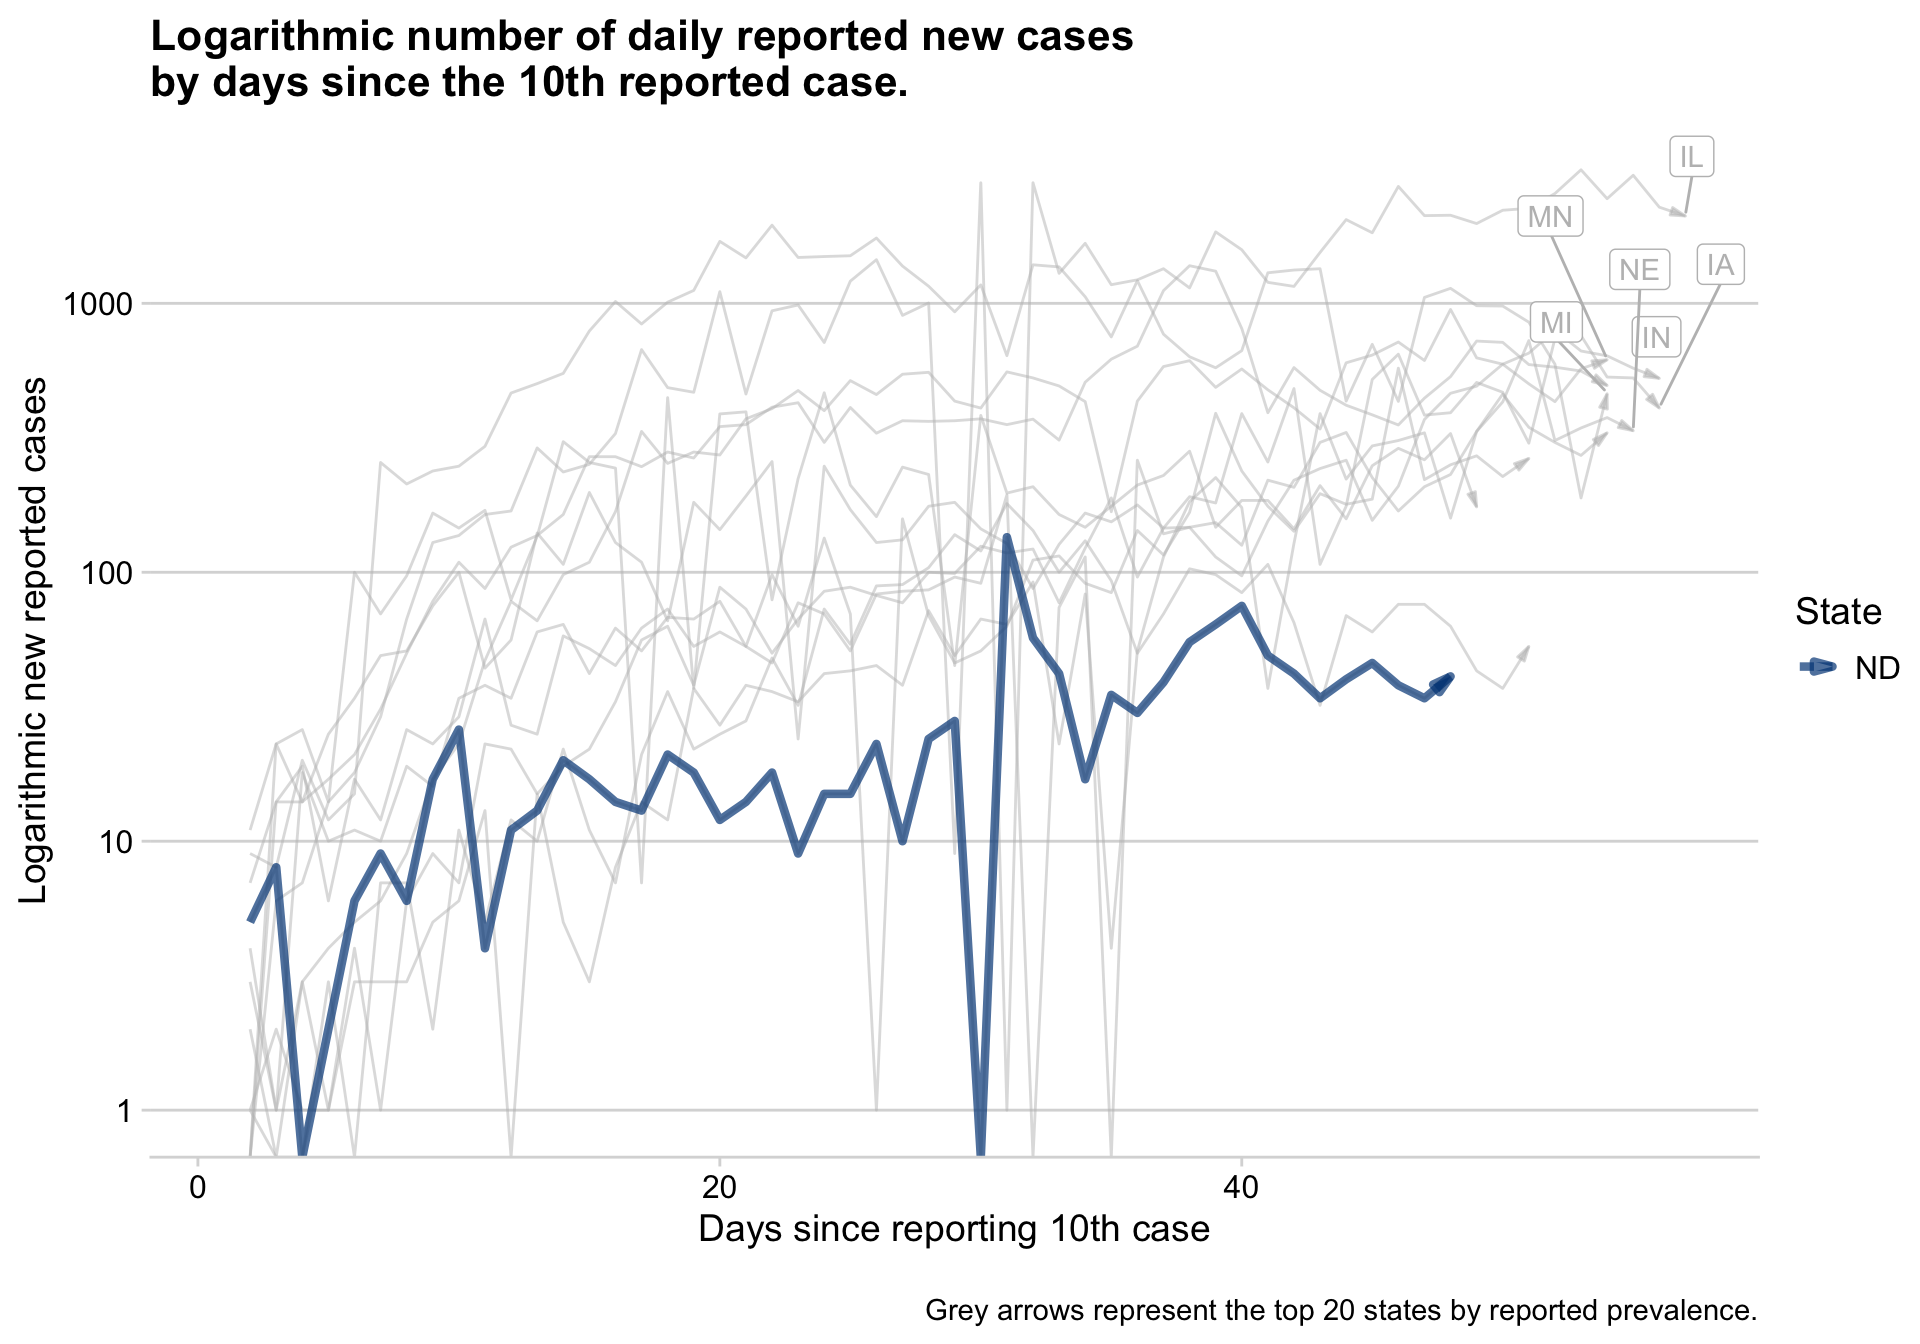 Logarithmic number of daily reported new cases
by days since the 10th reported case.
IL
MN
NE
IA
MI
IN
1000
100
10
1
Logarithmic new reported cases
State
ND
0
20
40
Days since reporting 10th case
Grey arrows represent the top 20 states by reported prevalence.